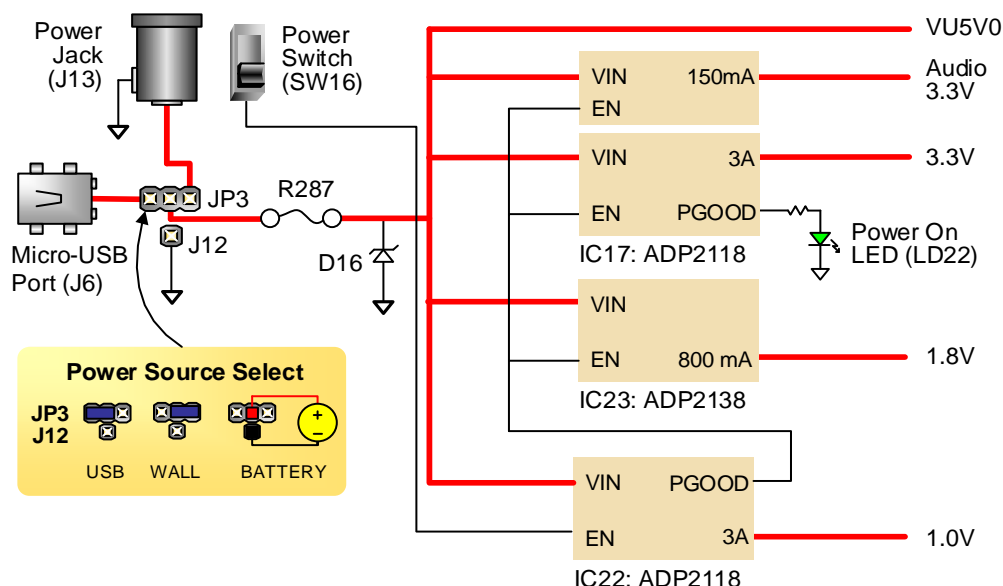 Power
Jack
(J13)
Power
Switch
(SW16)
VU5V0
VIN
150mA
EN
Audio
3.3V
VIN
3A
3.3V
EN
PGOOD
IC17: ADP2118
Power On
LED (LD22)
JP3
J12
R287
D16
Micro-USB
Port (J6)
VIN
EN
800 mA
1.8V
IC23: ADP2138
Power Source Select
JP3
J12
+
–
USB
WALL
BATTERY
VIN
PGOOD
EN
3A
1.0V
IC22: ADP2118